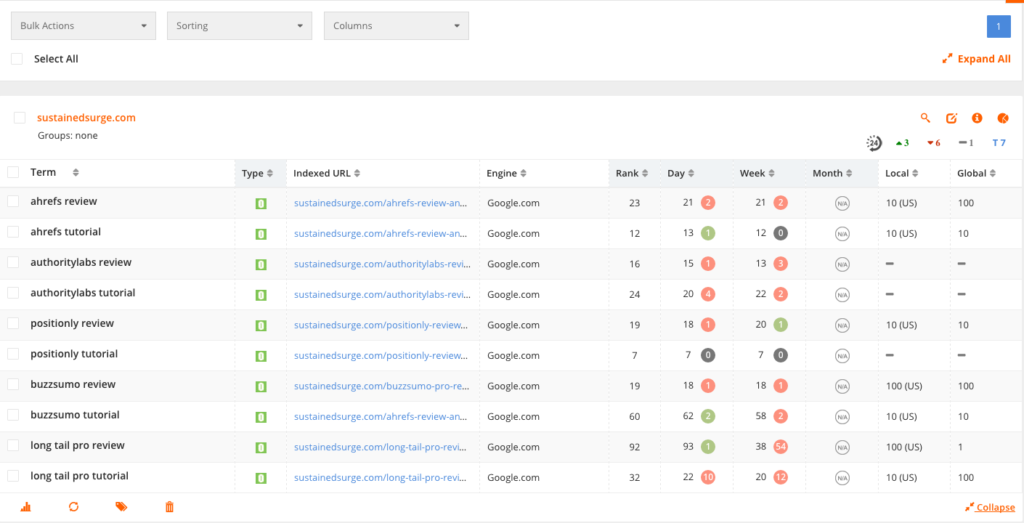 Bulk Actions Sorting Columns 1
Select All Expand All
sustainedsurge.com
Groups: none
24 3 6 1 T 7
Term Type Indexed URL Engine Rank Day Week Month Local Global
ahrefs review sustainedsurge.com/ahrefs-review-an... Google.com 23 21 2 21 2 N/A 10 (US) 100
ahrefs tutorial sustainedsurge.com/ahrefs-review-an... Google.com 12 13 1 12 0 N/A 10 (US) 10
authoritylabs review sustainedsurge.com/authoritylabs-revi... Google.com 16 15 1 13 3 N/A
authoritylabs tutorial sustainedsurge.com/authoritylabs-revi... Google.com 24 20 4 22 2 N/A
positionly review sustainedsurge.com/positionly-review... Google.com 19 18 1 20 1 N/A 10 (US) 10
positionly tutorial sustainedsurge.com/positionly-review... Google.com 7 7 0 7 0 N/A
buzzsumo review sustainedsurge.com/buzzsumo-pro-re... Google.com 19 18 1 18 1 N/A 100 (US) 100
buzzsumo tutorial sustainedsurge.com/ahrefs-review-an... Google.com 60 62 2 58 2 N/A 10 (US) 10
long tail pro review sustainedsurge.com/long-tail-pro-revi... Google.com 92 93 1 38 54 N/A 100 (US) 1
long tail pro tutorial sustainedsurge.com/long-tail-pro-revi... Google.com 32 22 10 20 12 N/A 10 (US) 100
Collapse